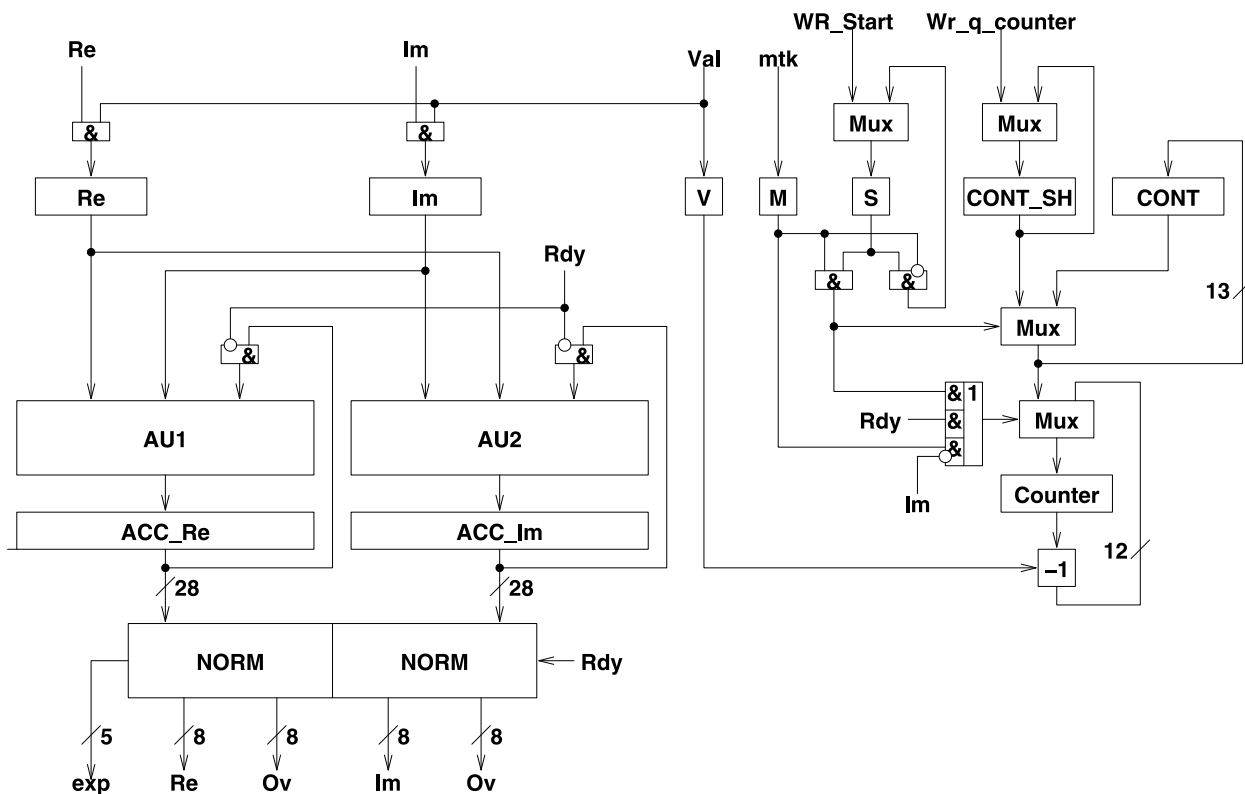 WR_Start Wr_q_counter
Re Im Val mtk
Mux Mux
& &
Re Im V M S CONT_SH CONT
Rdy
& &
13
Mux
& &
& 1
AU1 AU2 Rdy & Mux
&
Im Counter
ACC_Re ACC_Im
12
28 28 –1
NORM NORM Rdy
5 8 8 8 8
exp Re Ov Im Ov